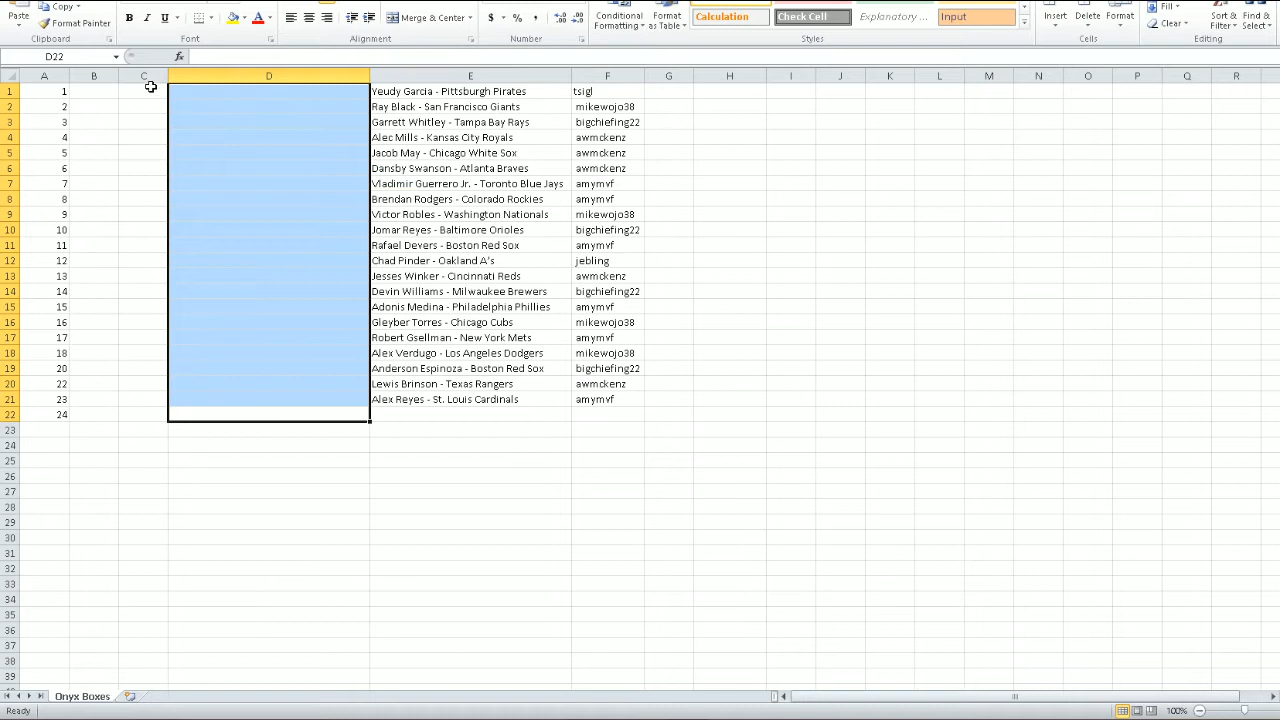 Copy
Paste
Format Painter
Clipboard
B I U A
Font
Merge & Center
Alignment
$ % ,
Number
Conditional
Formatting
Format
as Table
Calculation
Check Cell
Explanatory ...
Input
Styles
Insert Delete Format
Cells
Fill
Clear
Sort &
Filter
Find &
Select
Editing
D22 fx
A B C D E F G H I J K L M N O P Q R
1 1 Yeudy Garcia - Pittsburgh Pirates tsigl
2 2 Ray Black - San Francisco Giants mikewojo38
3 3 Garrett Whitley - Tampa Bay Rays bigchiefing22
4 4 Alec Mills - Kansas City Royals awmckenz
5 5 Jacob May - Chicago White Sox awmckenz
6 6 Dansby Swanson - Atlanta Braves awmckenz
7 7 Vladimir Guerrero Jr. - Toronto Blue Jays amymvf
8 8 Brendan Rodgers - Colorado Rockies amymvf
9 9 Victor Robles - Washington Nationals mikewojo38
10 10 Jomar Reyes - Baltimore Orioles bigchiefing22
11 11 Rafael Devers - Boston Red Sox amymvf
12 12 Chad Pinder - Oakland A's jebling
13 13 Jesses Winker - Cincinnati Reds awmckenz
14 14 Devin Williams - Milwaukee Brewers bigchiefing22
15 15 Adonis Medina - Philadelphia Phillies amymvf
16 16 Gleyber Torres - Chicago Cubs mikewojo38
17 17 Robert Gsellman - New York Mets amymvf
18 18 Alex Verdugo - Los Angeles Dodgers mikewojo38
19 20 Anderson Espinoza - Boston Red Sox bigchiefing22
20 22 Lewis Brinson - Texas Rangers awmckenz
21 23 Alex Reyes - St. Louis Cardinals amymvf
22 24
23
24
25
26
27
28
29
30
31
32
33
34
35
36
37
38
39
Onyx Boxes
Ready 100%